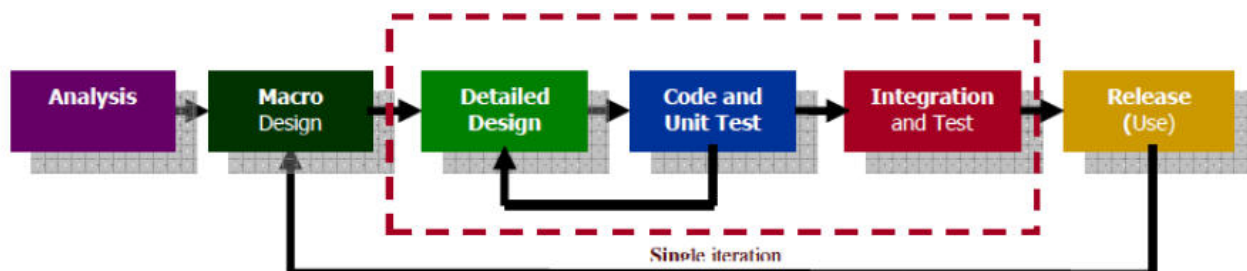 Analysis
Macro
Design
Detailed
Design
Code and
Unit Test
Integration
and Test
Release
(Use)
Single iteration